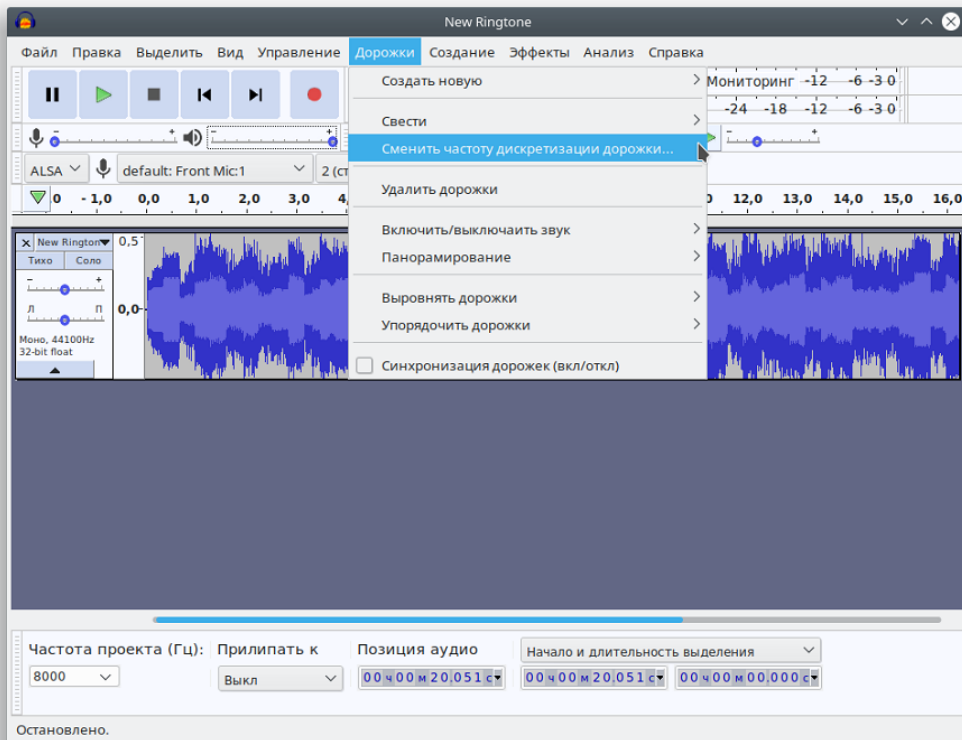 New Ringtone
Файл Правка Выделить Вид Управление Дорожки Создание Эффекты Анализ Справка
Создать новую
Мониторинг -12 -6 -3 0
-24 -18 -12 -6 -3 0
Свести
Сменить частоту дискретизации дорожки...
ALSA default: Front Mic:1 2 (ст
Удалить дорожки
0 - 1,0 0,0 1,0 2,0 3,0 4, 12,0 13,0 14,0 15,0 16,0
Включить/выключаить звук
Панорамирование
Выровнять дорожки
Упорядочить дорожки
Синхронизация дорожек (вкл/откл)
New Rington 0,5
Тихо Соло
- +
Л П 0,0
Моно, 44100Hz
32-bit float
Частота проекта (Гц): Прилипать к Позиция аудио Начало и длительность выделения
8000 Выкл 00 ч 00 м 20.051 с 00 ч 00 м 20.051 с 00 ч 00 м 00.000 с
Остановлено.